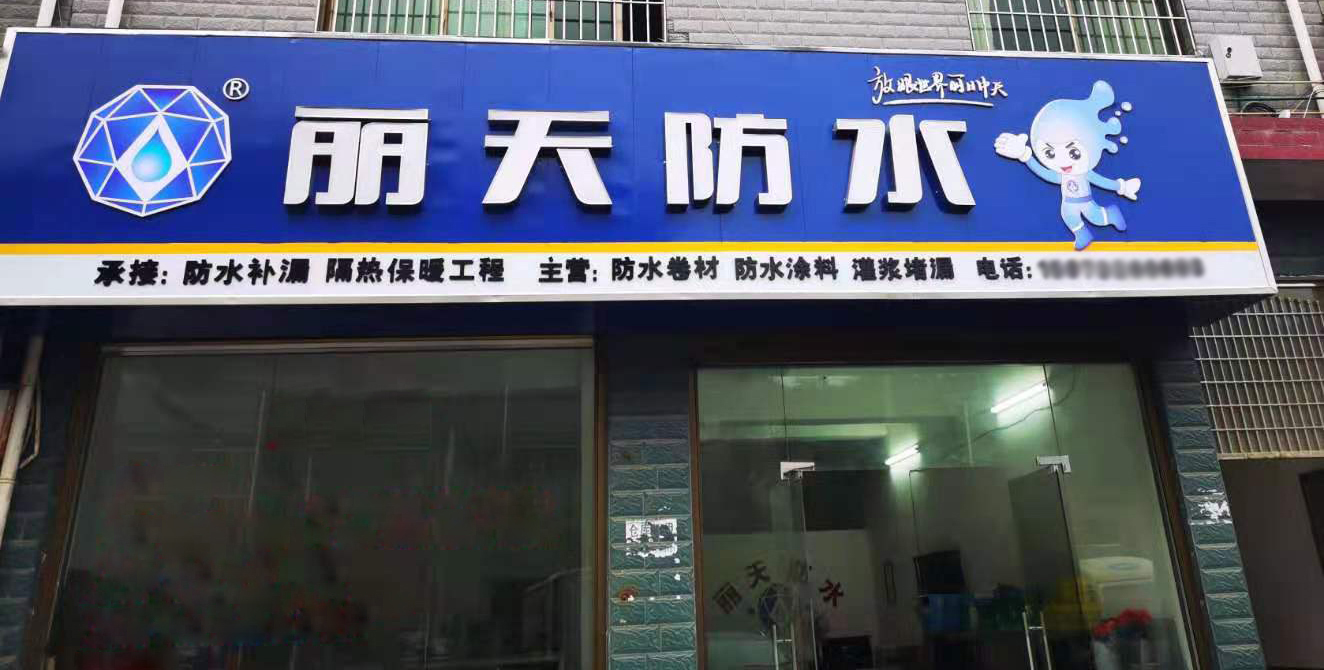 放眼世界 丽日中天
®
丽天防水
承接: 防水补漏 隔热保暖工程 主营: 防水卷材 防水涂料 灌浆堵漏 电话:
丽天防水